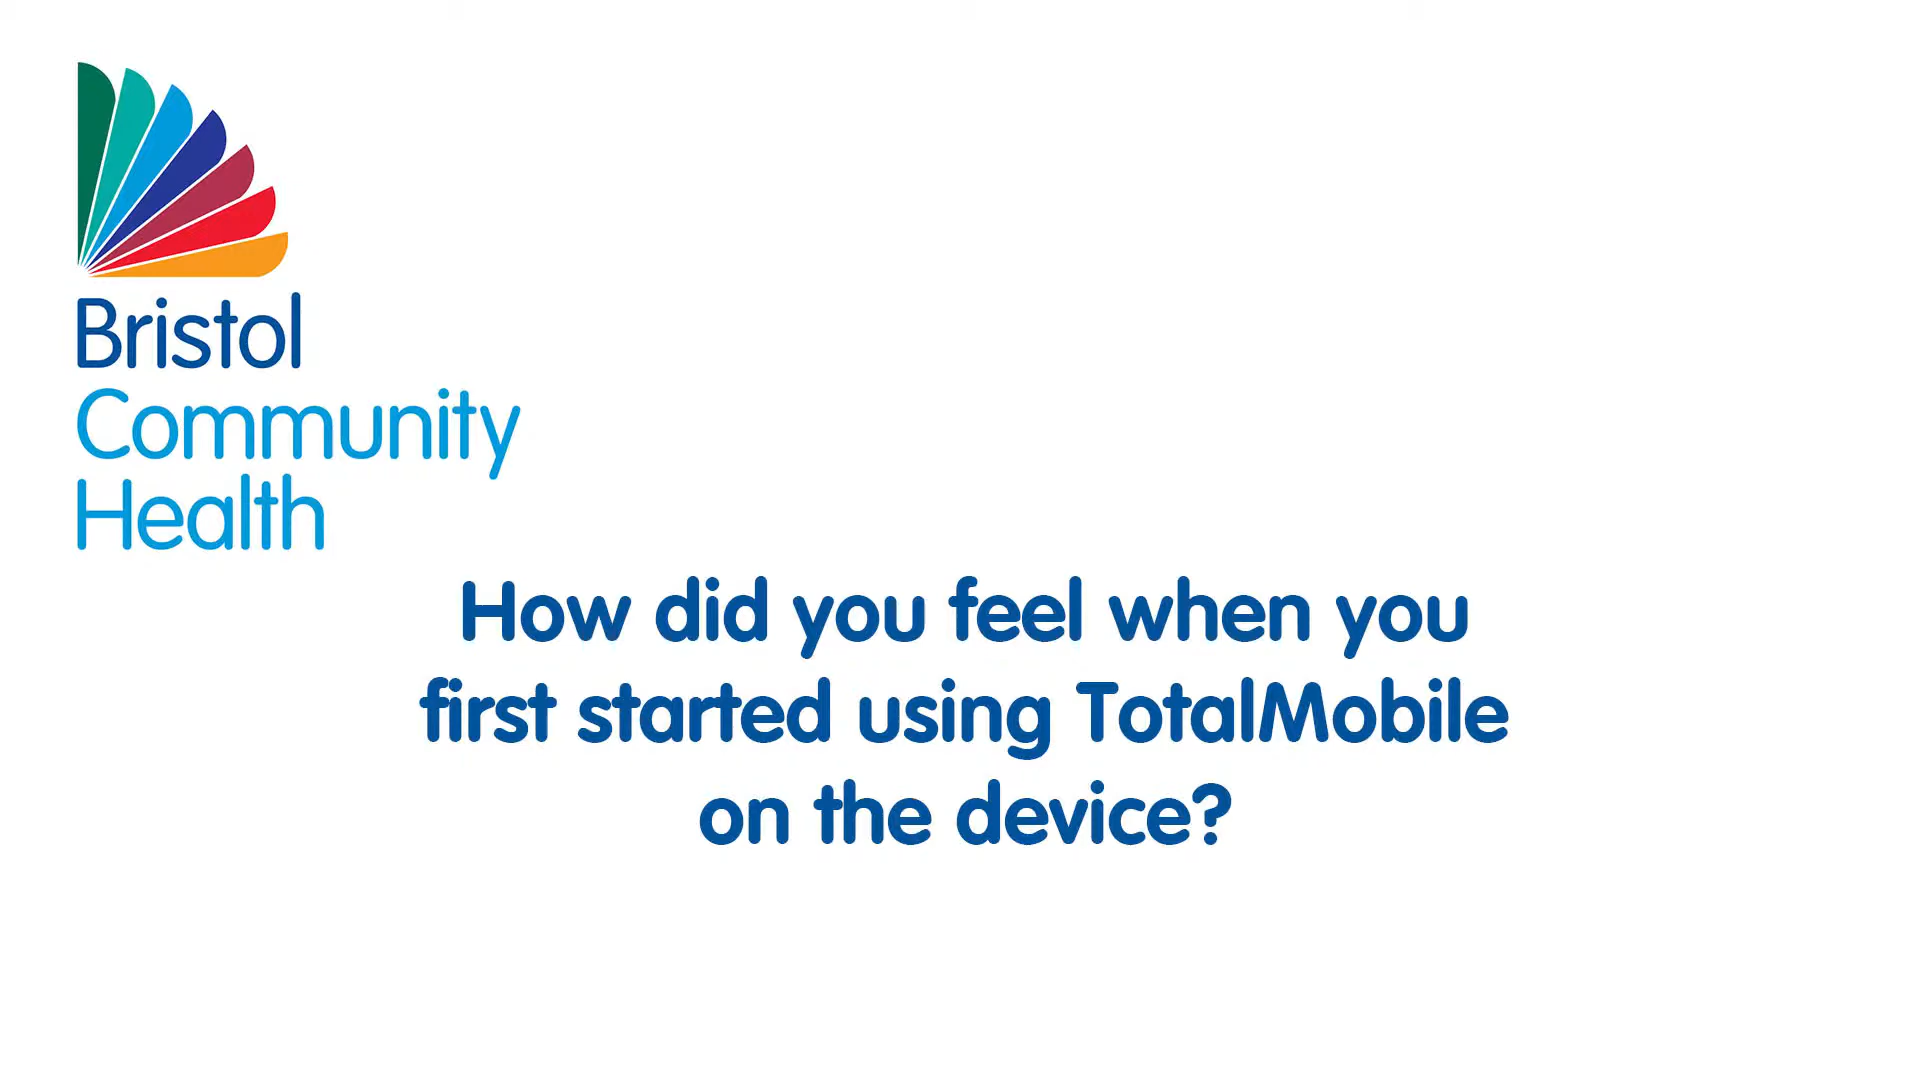 Bristol
Community
Health
How did you feel when you
first started using TotalMobile
on the device?